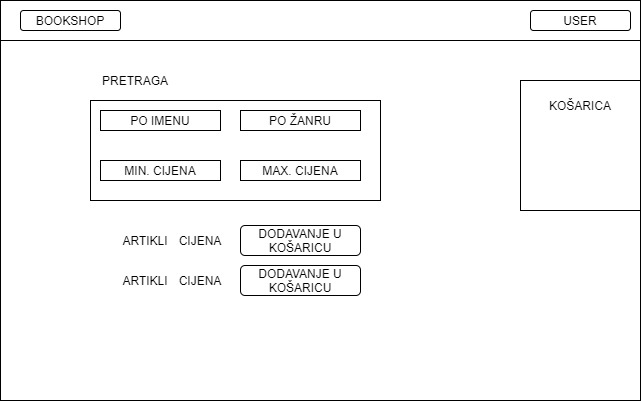 BOOKSHOP
USER
PRETRAGA
PO IMENU
PO ŽANRU
KOŠARICA
MIN. CIJENA
MAX. CIJENA
ARTIKLI CIJENA
DODAVANJE U
KOŠARICU
ARTIKLI CIJENA
DODAVANJE U
KOŠARICU